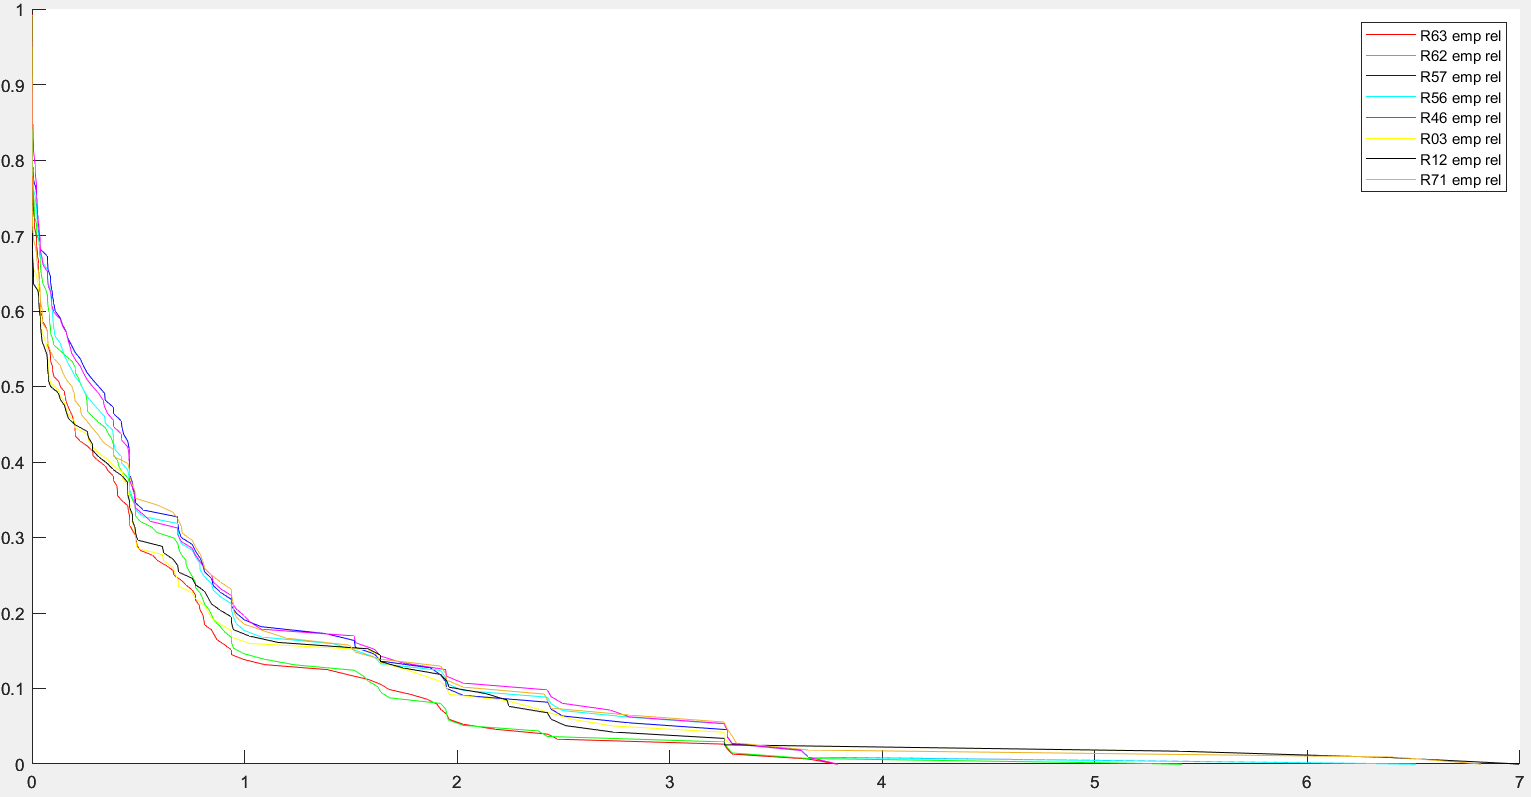 1
0.9
0.8
0.7
0.6
0.5
0.4
0.3
0.2
0.1
0
0 1 2 3 4 5 6 7
R63 emp rel
R62 emp rel
R57 emp rel
R56 emp rel
R46 emp rel
R03 emp rel
R12 emp rel
R71 emp rel